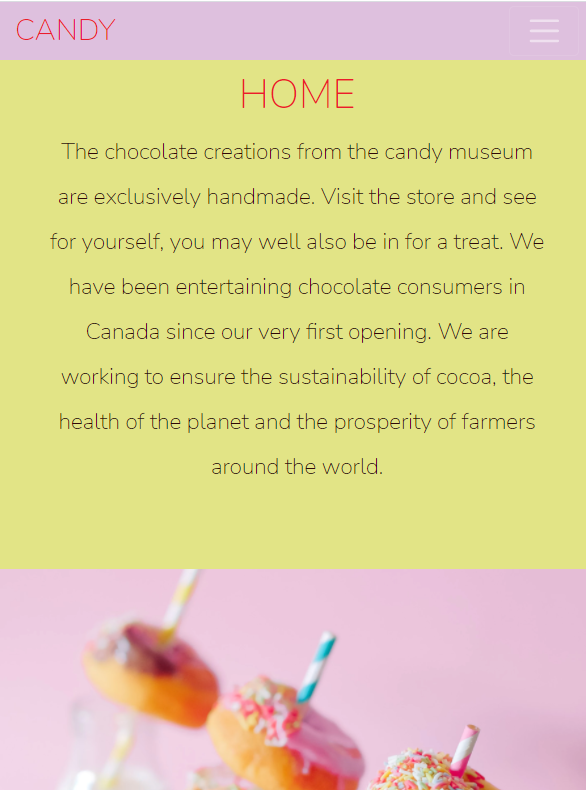 CANDY
HOME
The chocolate creations from the candy museum
are exclusively handmade. Visit the store and see
for yourself, you may well also be in for a treat. We
have been entertaining chocolate consumers in
Canada since our very first opening. We are
working to ensure the sustainability of cocoa, the
health of the planet and the prosperity of farmers
around the world.